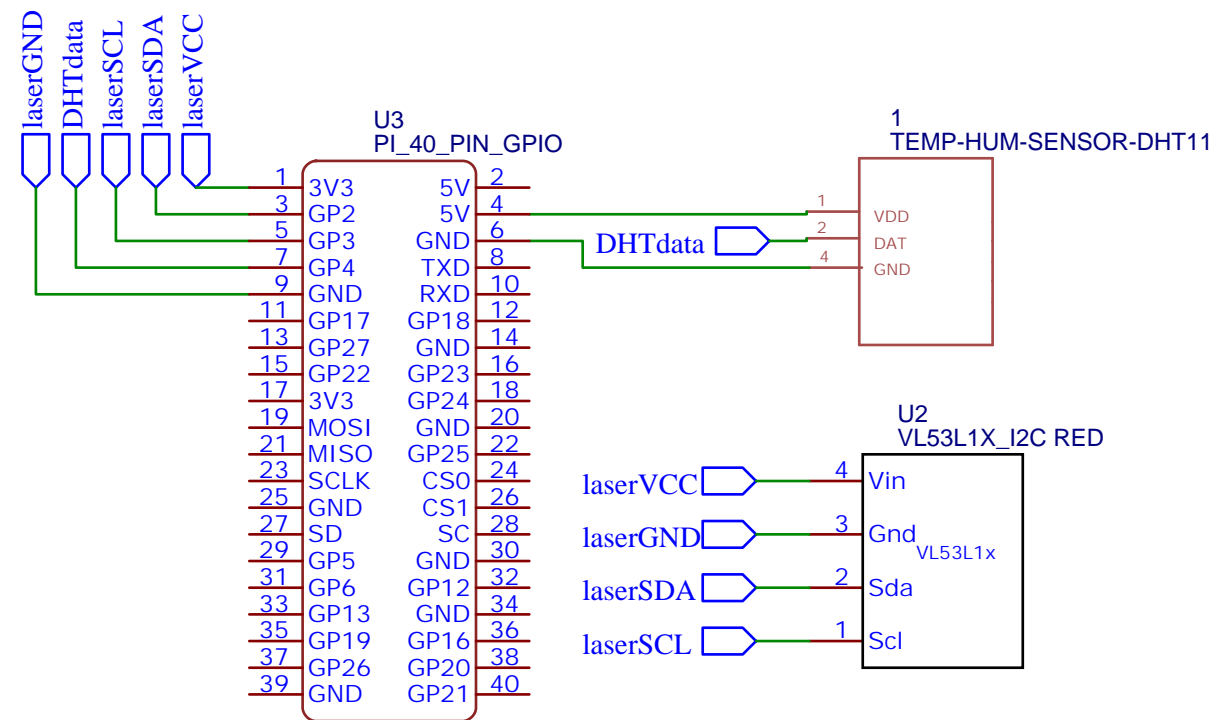 laserGND
DHTdata
laserSCL
laserSDA
laserVCC
U3
PI_40_PIN_GPIO
1 3V3 5V 2
3 GP2 5V 4
5 GP3 GND 6
7 GP4 TXD 8
9 GND RXD 10
11 GP17 GP18 12
13 GP27 GND 14
15 GP22 GP23 16
17 3V3 GP24 18
19 MOSI GND 20
21 MISO GP25 22
23 SCLK CS0 24
25 GND CS1 26
27 SD SC 28
29 GP5 GND 30
31 GP6 GP12 32
33 GP13 GND 34
35 GP19 GP16 36
37 GP26 GP20 38
39 GND GP21 40
1
TEMP-HUM-SENSOR-DHT11
1 VDD
DHTdata 2 DAT
4 GND
U2
VL53L1X_I2C RED
laserVCC 4 Vin
laserGND 3 Gnd
VL53L1x
laserSDA 2 Sda
laserSCL 1 Scl